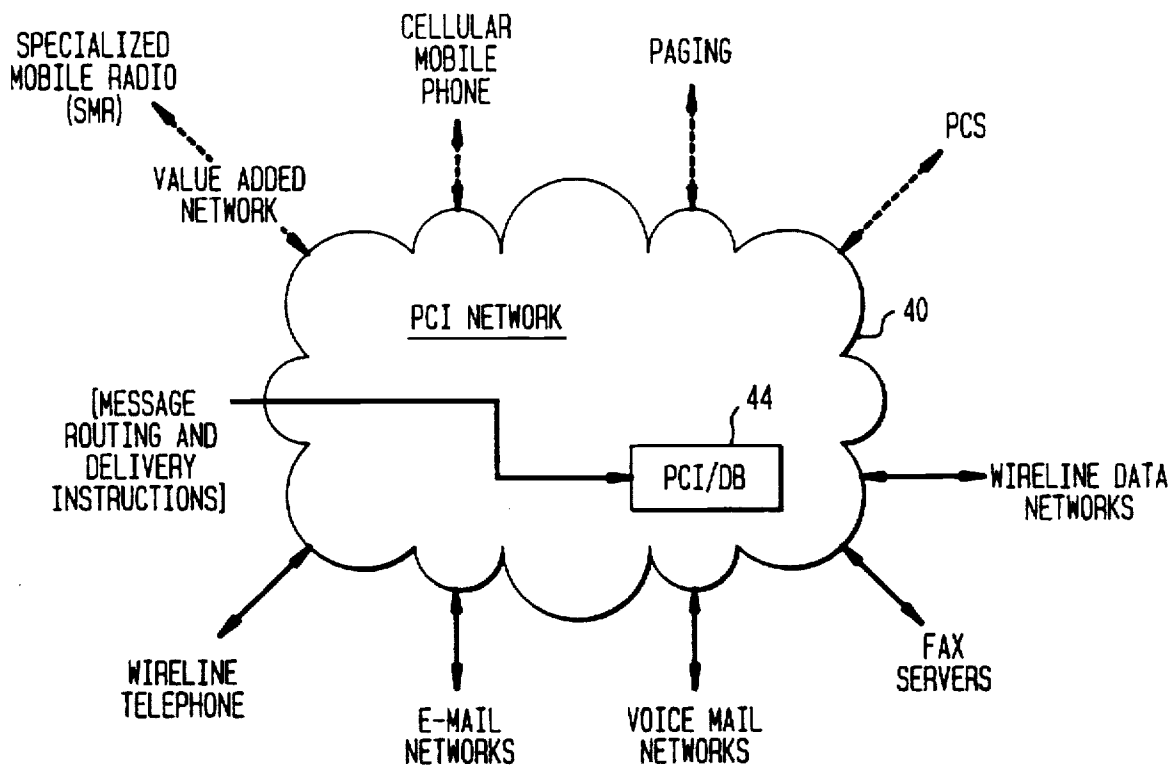 SPECIALIZED
MOBILE RADIO
(SMR)
CELLULAR
MOBILE
PHONE
PAGING
PCS
VALUE ADDED
NETWORK
PCI NETWORK
40
[MESSAGE
ROUTING AND
DELIVERY
INSTRUCTIONS]
44
PCI/DB
WIRELINE DATA
NETWORKS
WIRELINE
TELEPHONE
E-MAIL
NETWORKS
VOICE MAIL
NETWORKS
FAX
SERVERS